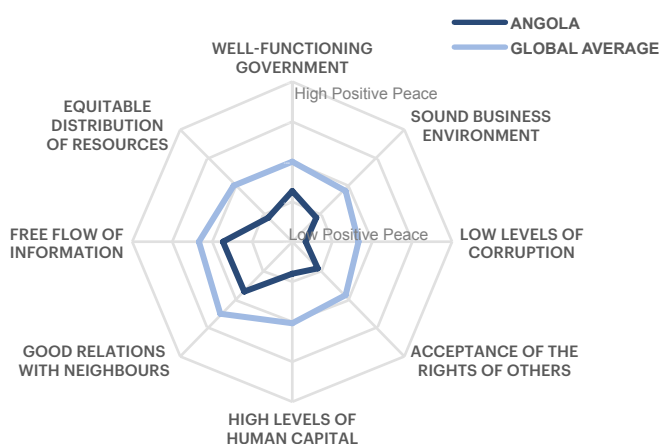 ANGOLA
GLOBAL AVERAGE
WELL-FUNCTIONING
GOVERNMENT
High Positive Peace
EQUITABLE
DISTRIBUTION
OF RESOURCES
SOUND BUSINESS
ENVIRONMENT
FREE FLOW OF
INFORMATION
Low Positive Peace
LOW LEVELS OF
CORRUPTION
GOOD RELATIONS
WITH NEIGHBOURS
ACCEPTANCE OF THE
RIGHTS OF OTHERS
HIGH LEVELS OF
HUMAN CAPITAL